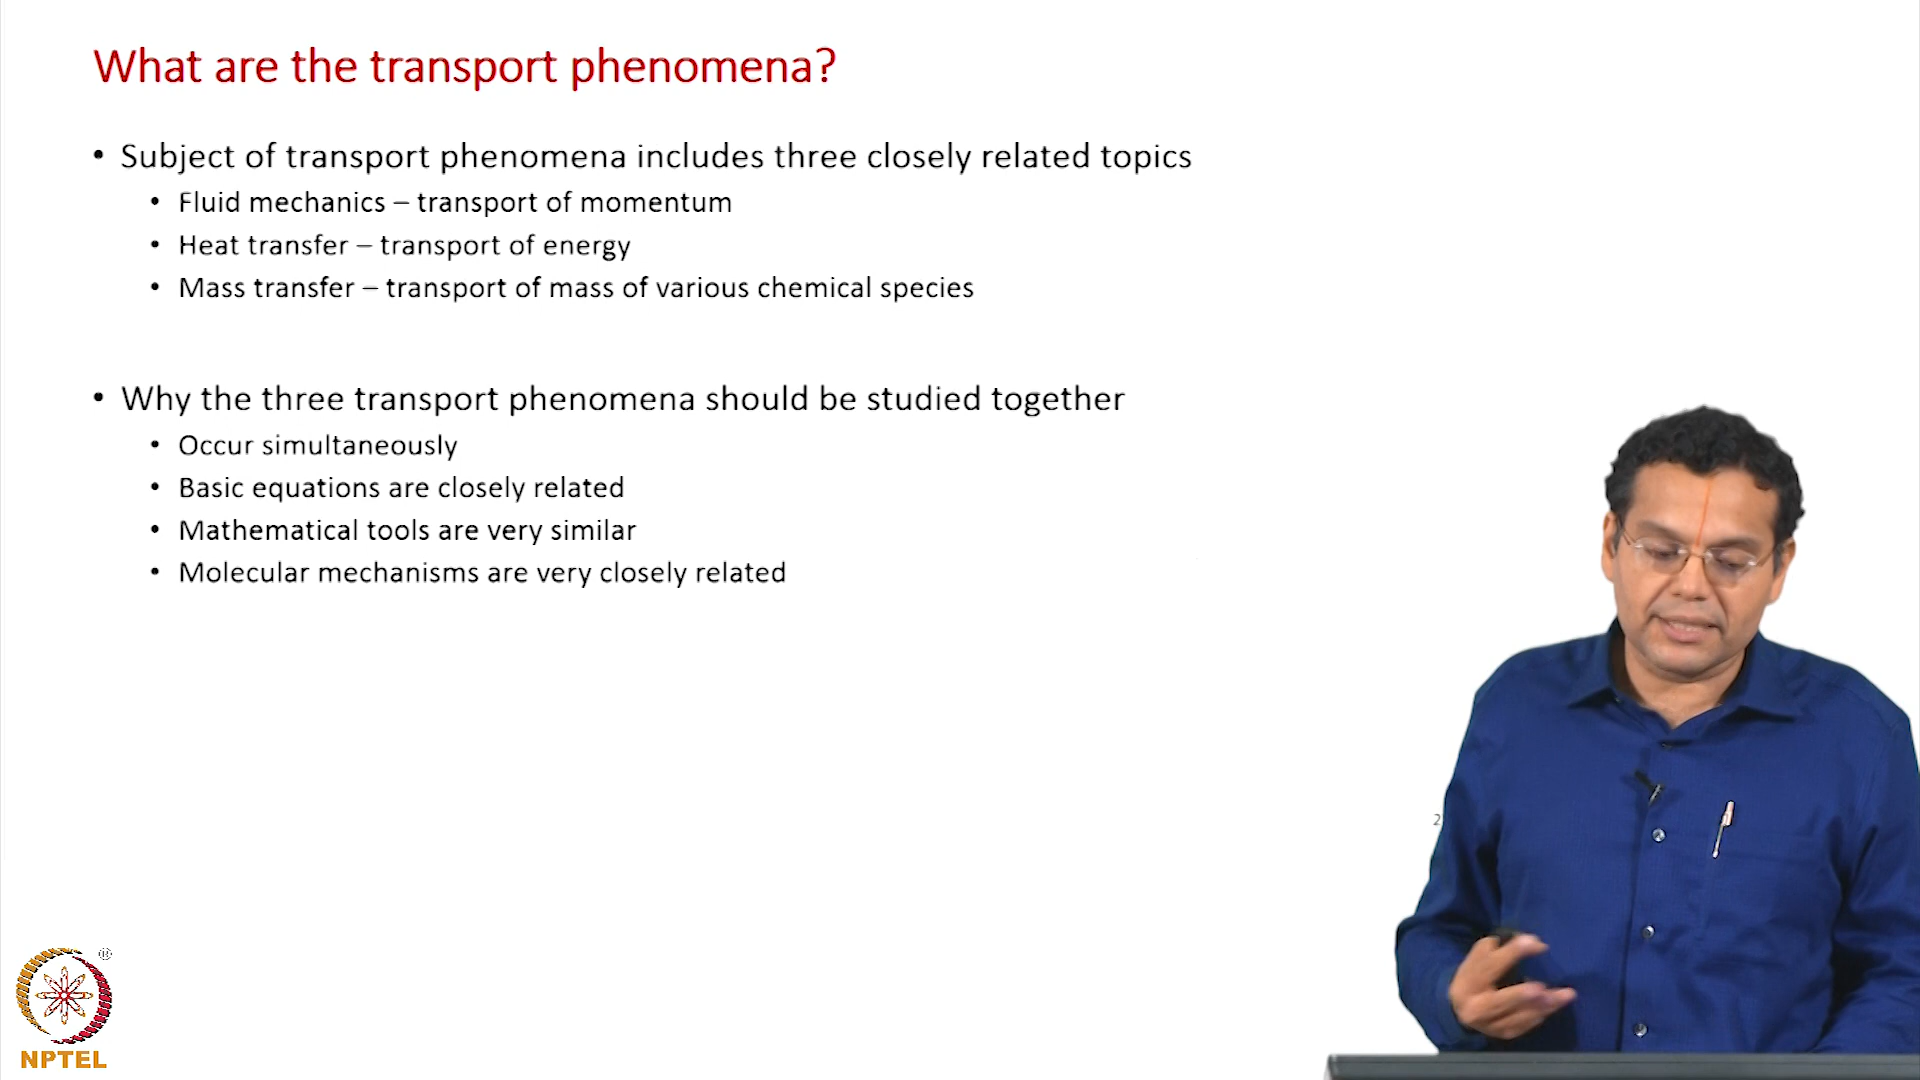 What are the transport phenomena?
• Subject of transport phenomena includes three closely related topics
• Fluid mechanics – transport of momentum
• Heat transfer – transport of energy
• Mass transfer – transport of mass of various chemical species
• Why the three transport phenomena should be studied together
• Occur simultaneously
• Basic equations are closely related
• Mathematical tools are very similar
• Molecular mechanisms are very closely related
2
®
NPTEL